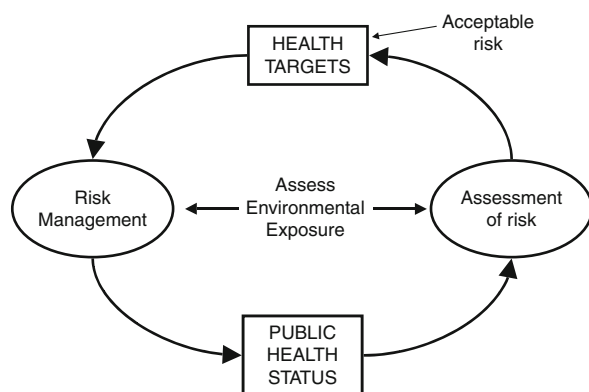 HEALTH
TARGETS
Acceptable
risk
Risk
Management
Assess
Environmental
Exposure
Assessment
of risk
PUBLIC
HEALTH
STATUS